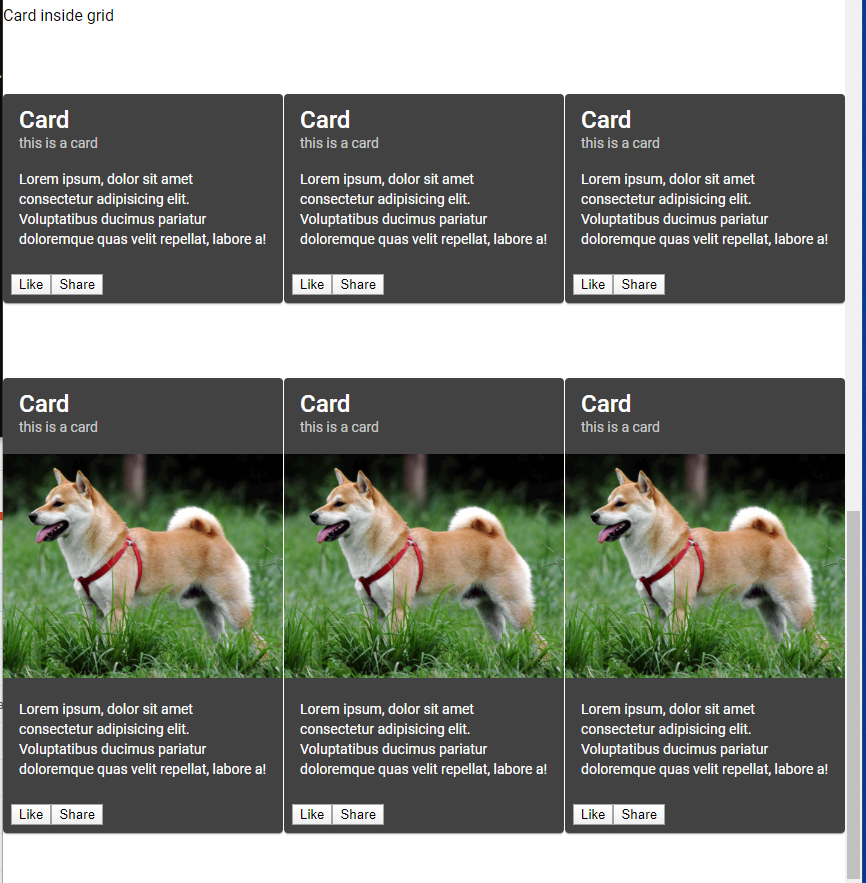 Card inside grid
Card
this is a card
Lorem ipsum, dolor sit amet
consectetur adipisicing elit.
Voluptatibus ducimus pariatur
doloremque quas velit repellat, labore a!
Like Share
Card
this is a card
Lorem ipsum, dolor sit amet
consectetur adipisicing elit.
Voluptatibus ducimus pariatur
doloremque quas velit repellat, labore a!
Like Share
Card
this is a card
Lorem ipsum, dolor sit amet
consectetur adipisicing elit.
Voluptatibus ducimus pariatur
doloremque quas velit repellat, labore a!
Like Share
Card
this is a card
Lorem ipsum, dolor sit amet
consectetur adipisicing elit.
Voluptatibus ducimus pariatur
doloremque quas velit repellat, labore a!
Like Share
Card
this is a card
Lorem ipsum, dolor sit amet
consectetur adipisicing elit.
Voluptatibus ducimus pariatur
doloremque quas velit repellat, labore a!
Like Share
Card
this is a card
Lorem ipsum, dolor sit amet
consectetur adipisicing elit.
Voluptatibus ducimus pariatur
doloremque quas velit repellat, labore a!
Like Share